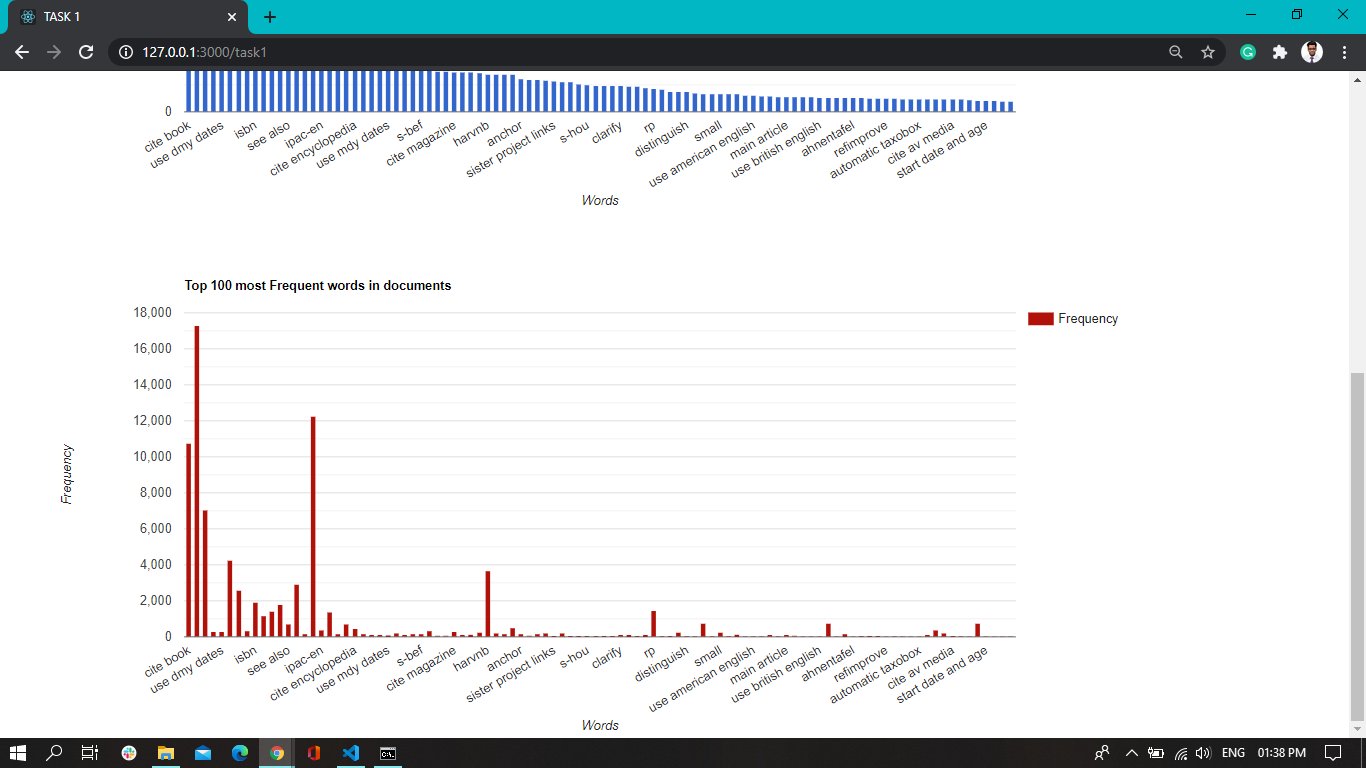 TASK 1
127.0.0.1:3000/task1
0
cite book
use dmy dates
isbn
see also
ipac-en
cite encyclopedia
use mdy dates
s-bef
cite magazine
harvnb
anchor
sister project links
s-hou
clarify
rp
distinguish
small
use american english
main article
use british english
ahnentafel
refimprove
automatic taxobox
cite av media
start date and age
Words
Top 100 most Frequent words in documents
18,000
16,000
14,000
12,000
10,000
8,000
6,000
4,000
2,000
0
Frequency
Frequency
cite book
use dmy dates
isbn
see also
ipac-en
cite encyclopedia
use mdy dates
s-bef
cite magazine
harvnb
anchor
sister project links
s-hou
clarify
rp
distinguish
small
use american english
main article
use british english
ahnentafel
refimprove
automatic taxobox
cite av media
start date and age
Words
ENG 01:38 PM